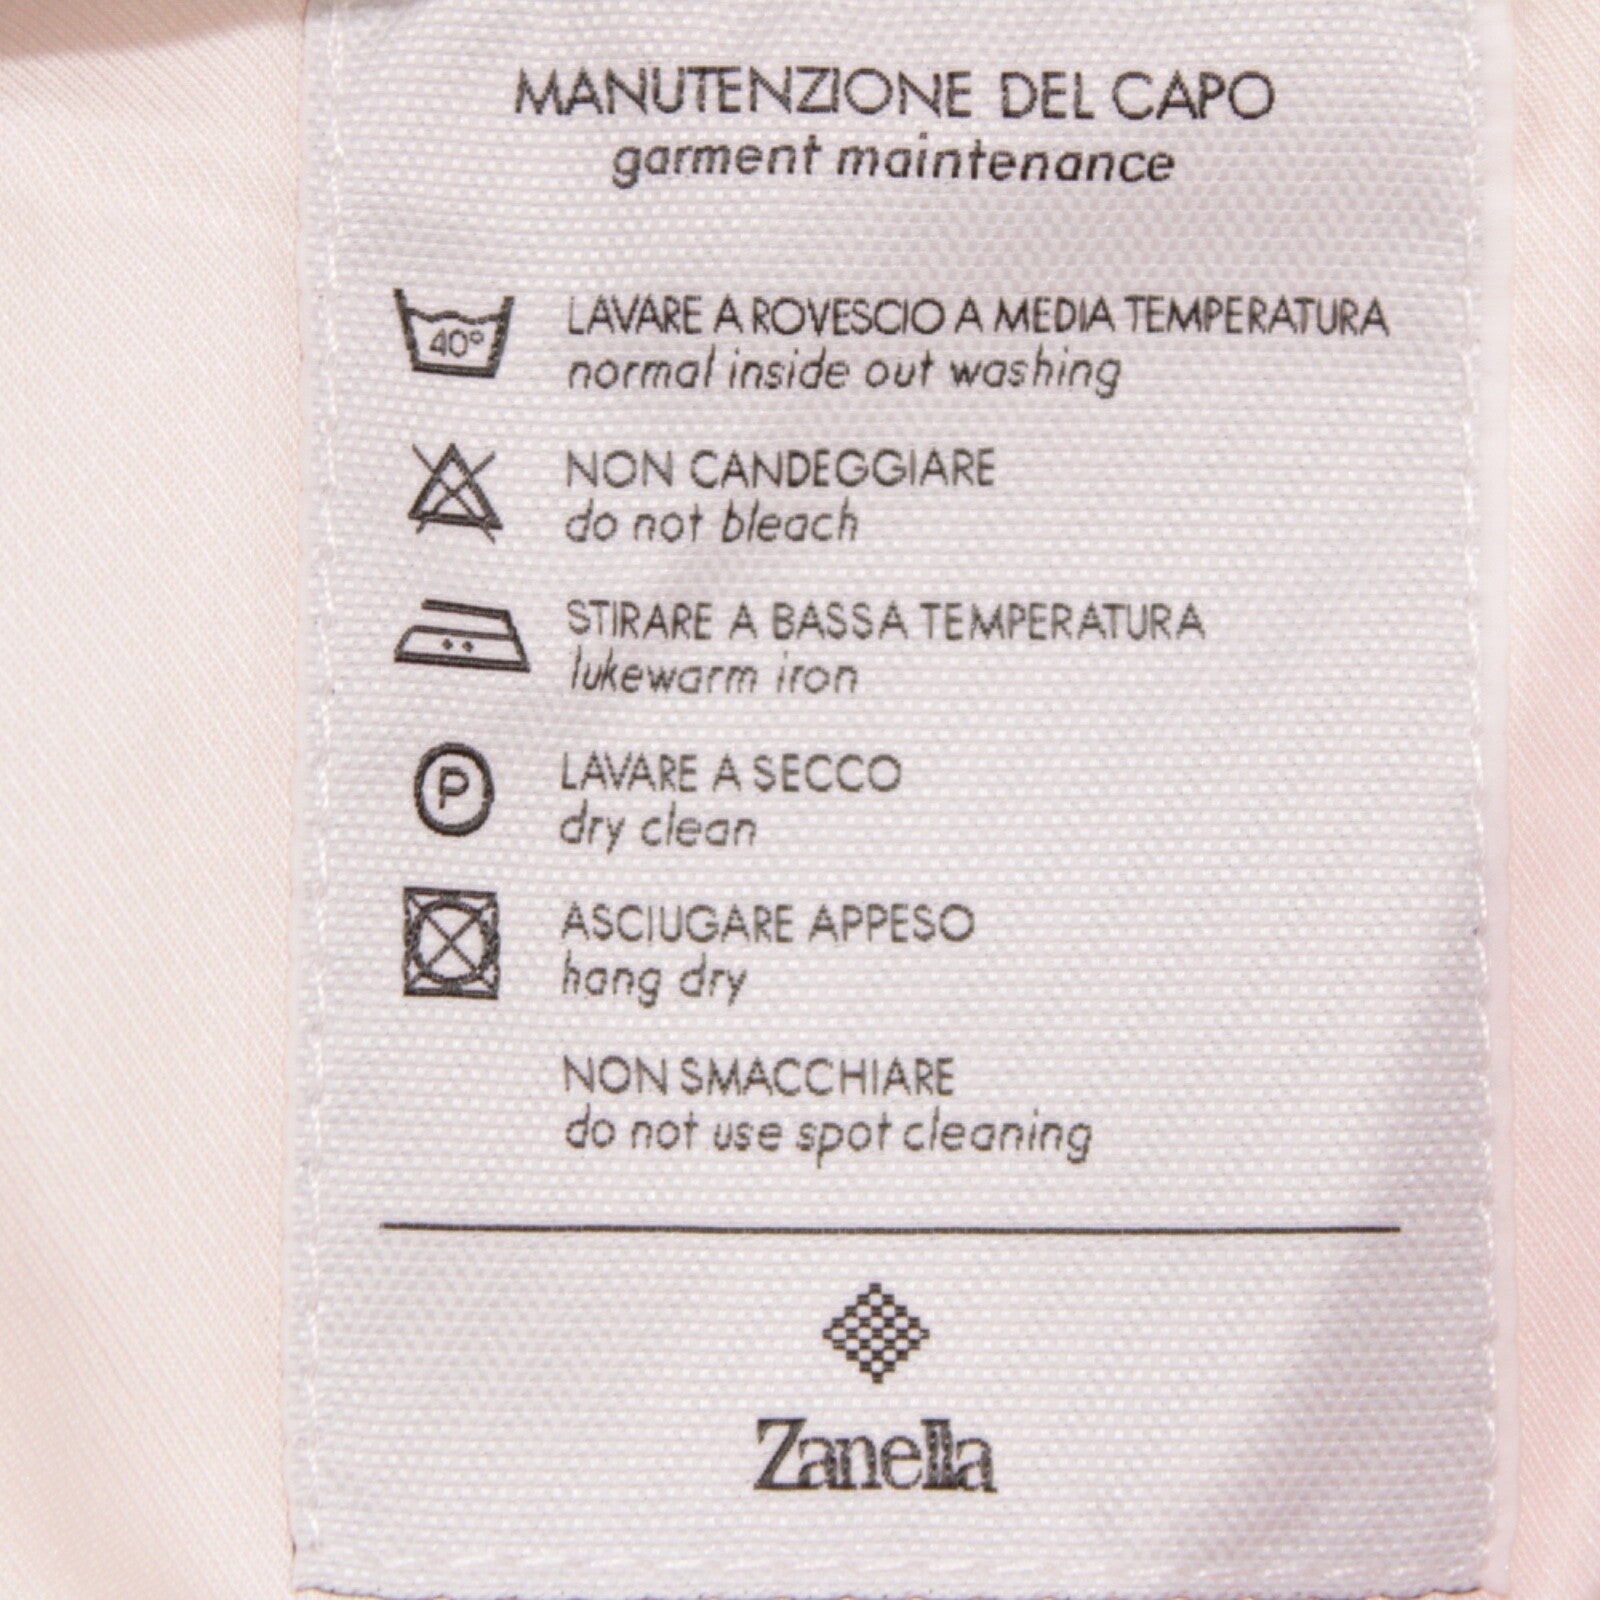 MANUTENZIONE DEL CAPO
garment maintenance
40°
LAVARE A ROVESCIO A MEDIA TEMPERATURA
normal inside out washing
NON CANDEGGIARE
do not bleach
STIRARE A BASSA TEMPERATURA
lukewarm iron
P
LAVARE A SECCO
dry clean
ASCIUGARE APPESO
hang dry
NON SMACCHIARE
do not use spot cleaning
Zanella